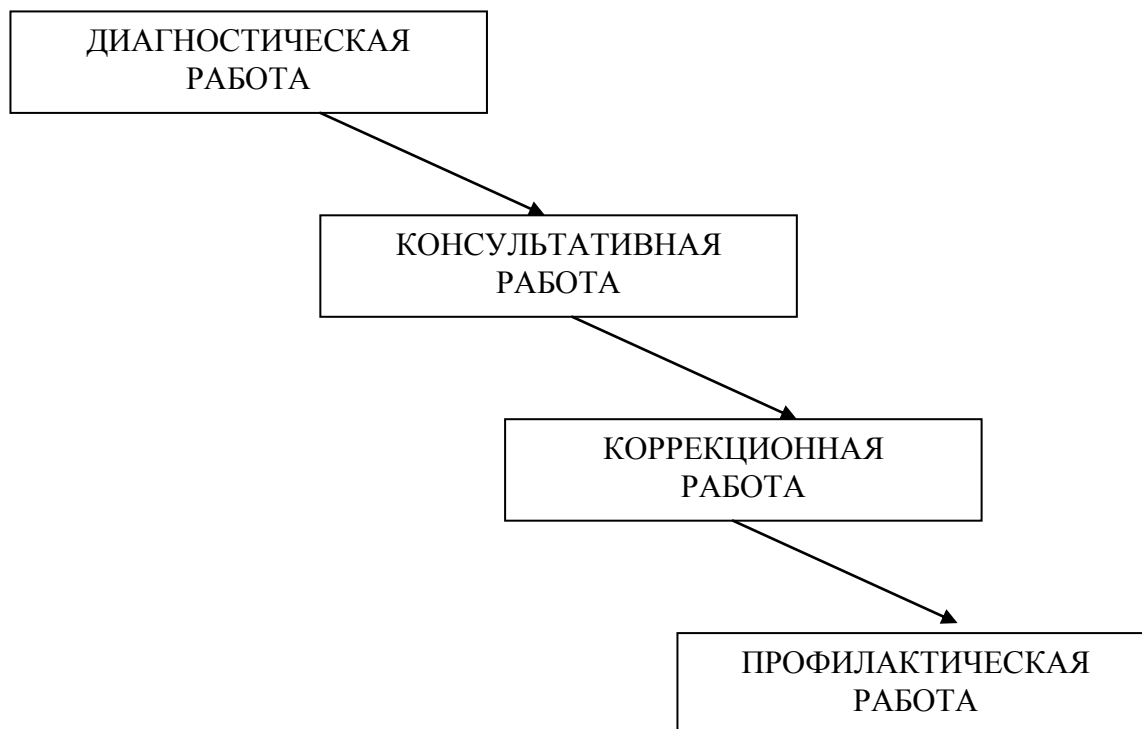 ДИАГНОСТИЧЕСКАЯ
РАБОТА
КОНСУЛЬТАТИВНАЯ
РАБОТА
КОРРЕКЦИОННАЯ
РАБОТА
ПРОФИЛАКТИЧЕСКАЯ
РАБОТА